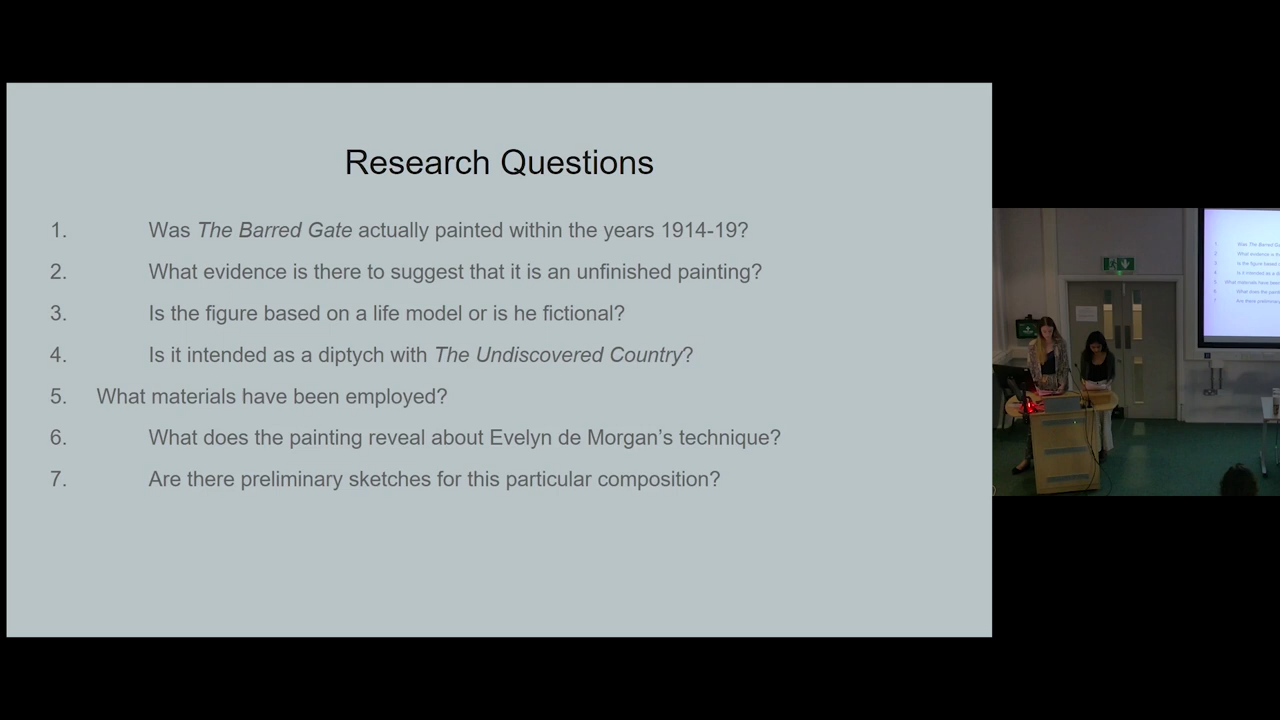 Research Questions
1. Was The Barred Gate actually painted within the years 1914-19?
2. What evidence is there to suggest that it is an unfinished painting?
3. Is the figure based on a life model or is he fictional?
4. Is it intended as a diptych with The Undiscovered Country?
5. What materials have been employed?
6. What does the painting reveal about Evelyn de Morgan’s technique?
7. Are there preliminary sketches for this particular composition?